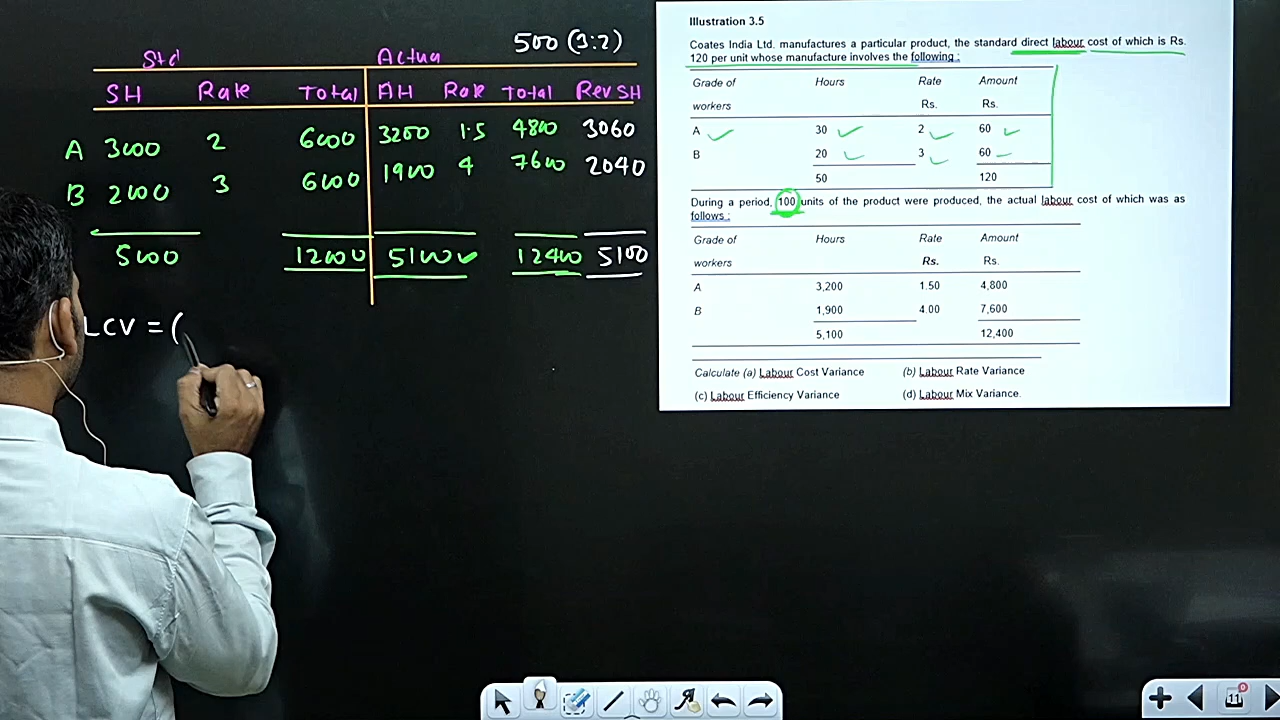 500 (3:2)
Std Actua
SH Rate Total AH Rate Total Rev SH
A 3000 2 6000 3200 1.5 4800 3060
B 2000 3 6000 1900 4 7600 2040
5000 12000 5100 12400 5100
LCV = (
Illustration 3.5
Coates India Ltd. manufactures a particular product, the standard direct labour cost of which is Rs.
120 per unit whose manufacture involves the following :
Grade of Hours Rate Amount
workers Rs. Rs.
A 30 2 60
B 20 3 60
50 120
During a period, 100 units of the product were produced, the actual labour cost of which was as
follows :
Grade of Hours Rate Amount
workers Rs. Rs.
A 3,200 1.50 4,800
B 1,900 4.00 7,600
5,100 12,400
Calculate (a) Labour Cost Variance (b) Labour Rate Variance
(c) Labour Efficiency Variance (d) Labour Mix Variance.
11